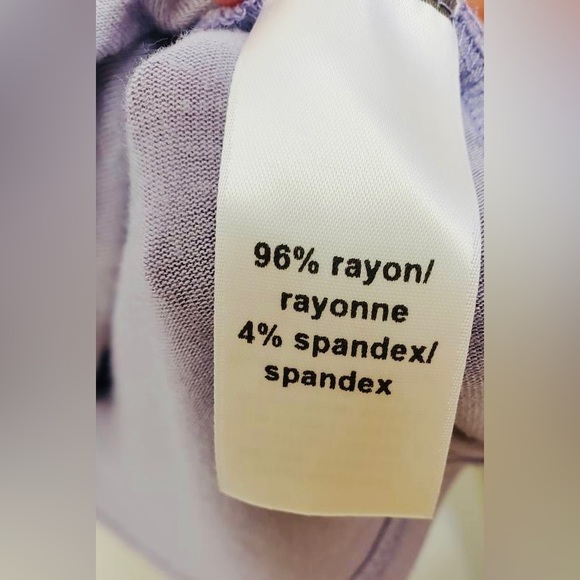 96% rayon/
rayonne
4% spandex/
spandex